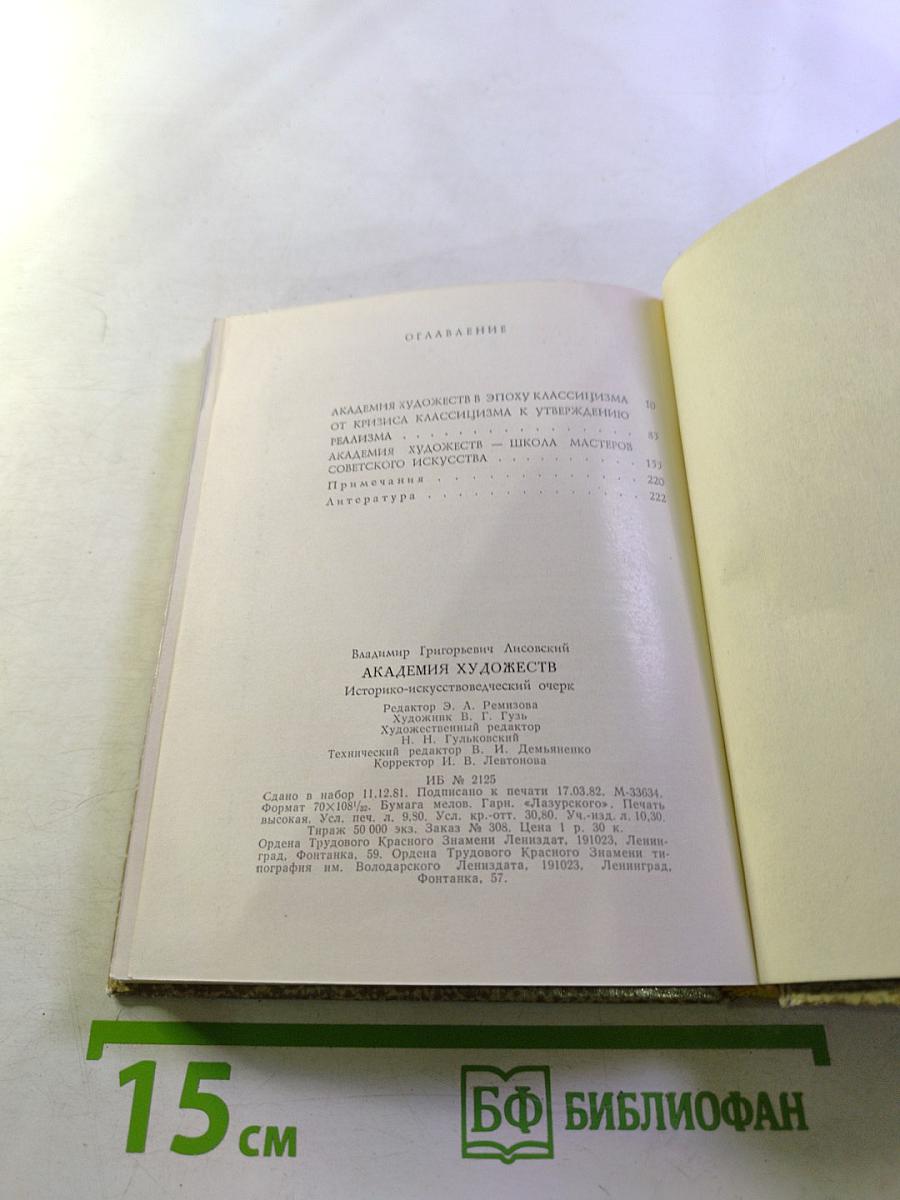 ОГЛАВЛЕНИЕ
АКАДЕМИЯ ХУДОЖЕСТВ В ЭПОХУ КЛАССИЦИЗМА 10
ОТ КРИЗИСА КЛАССИЦИЗМА К УТВЕРЖДЕНИЮ
РЕАЛИЗМА . . . . . . . . . . . . . . . 83
АКАДЕМИЯ ХУДОЖЕСТВ — ШКОЛА МАСТЕРОВ
СОВЕТСКОГО ИСКУССТВА . . . . . . . . . . 155
Примечания . . . . . . . . . . . . . 220
Литература . . . . . . . . . . . . . 222
Владимир Григорьевич Лисовский
АКАДЕМИЯ ХУДОЖЕСТВ
Историко-искусствоведческий очерк
Редактор Э. А. Ремизова
Художник В. Г. Гузь
Художественный редактор
Н. Н. Гульковский
Технический редактор В. И. Демьяненко
Корректор И. В. Левтонова
ИБ № 2125
Сдано в набор 11.12.81. Подписано к печати 17.03.82. М-33634.
Формат 70×108¹/₃₂. Бумага мелов. Гарн. «Лазурского». Печать
высокая. Усл. печ. л. 9,80. Усл. кр.-отт. 30,80. Уч.-изд. л. 10,30.
Тираж 50 000 экз. Заказ № 308. Цена 1 р. 30 к.
Ордена Трудового Красного Знамени Лениздат, 191023, Ленин-
град, Фонтанка, 59. Ордена Трудового Красного Знамени ти-
пография им. Володарского Лениздата, 191023, Ленинград,
Фонтанка, 57.
15 см
БФ БИБЛИОФАН